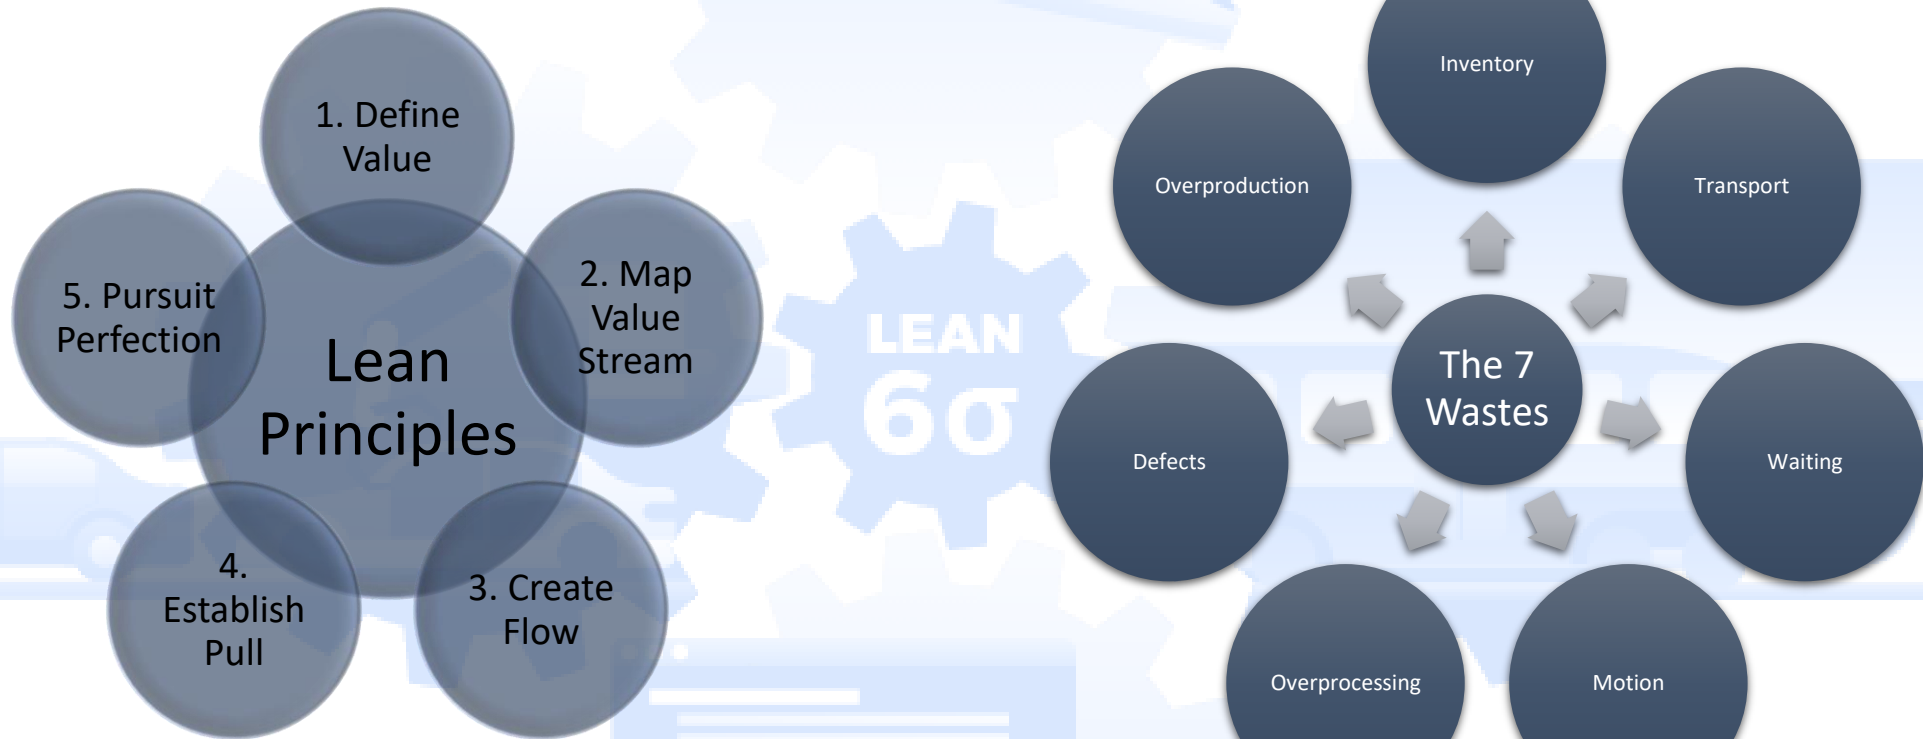 1. Define
Value
2. Map
Value
Stream
3. Create
Flow
4.
Establish
Pull
5. Pursuit
Perfection
Lean
Principles
LEAN
6σ
The 7
Wastes
Inventory
Transport
Waiting
Motion
Overprocessing
Defects
Overproduction